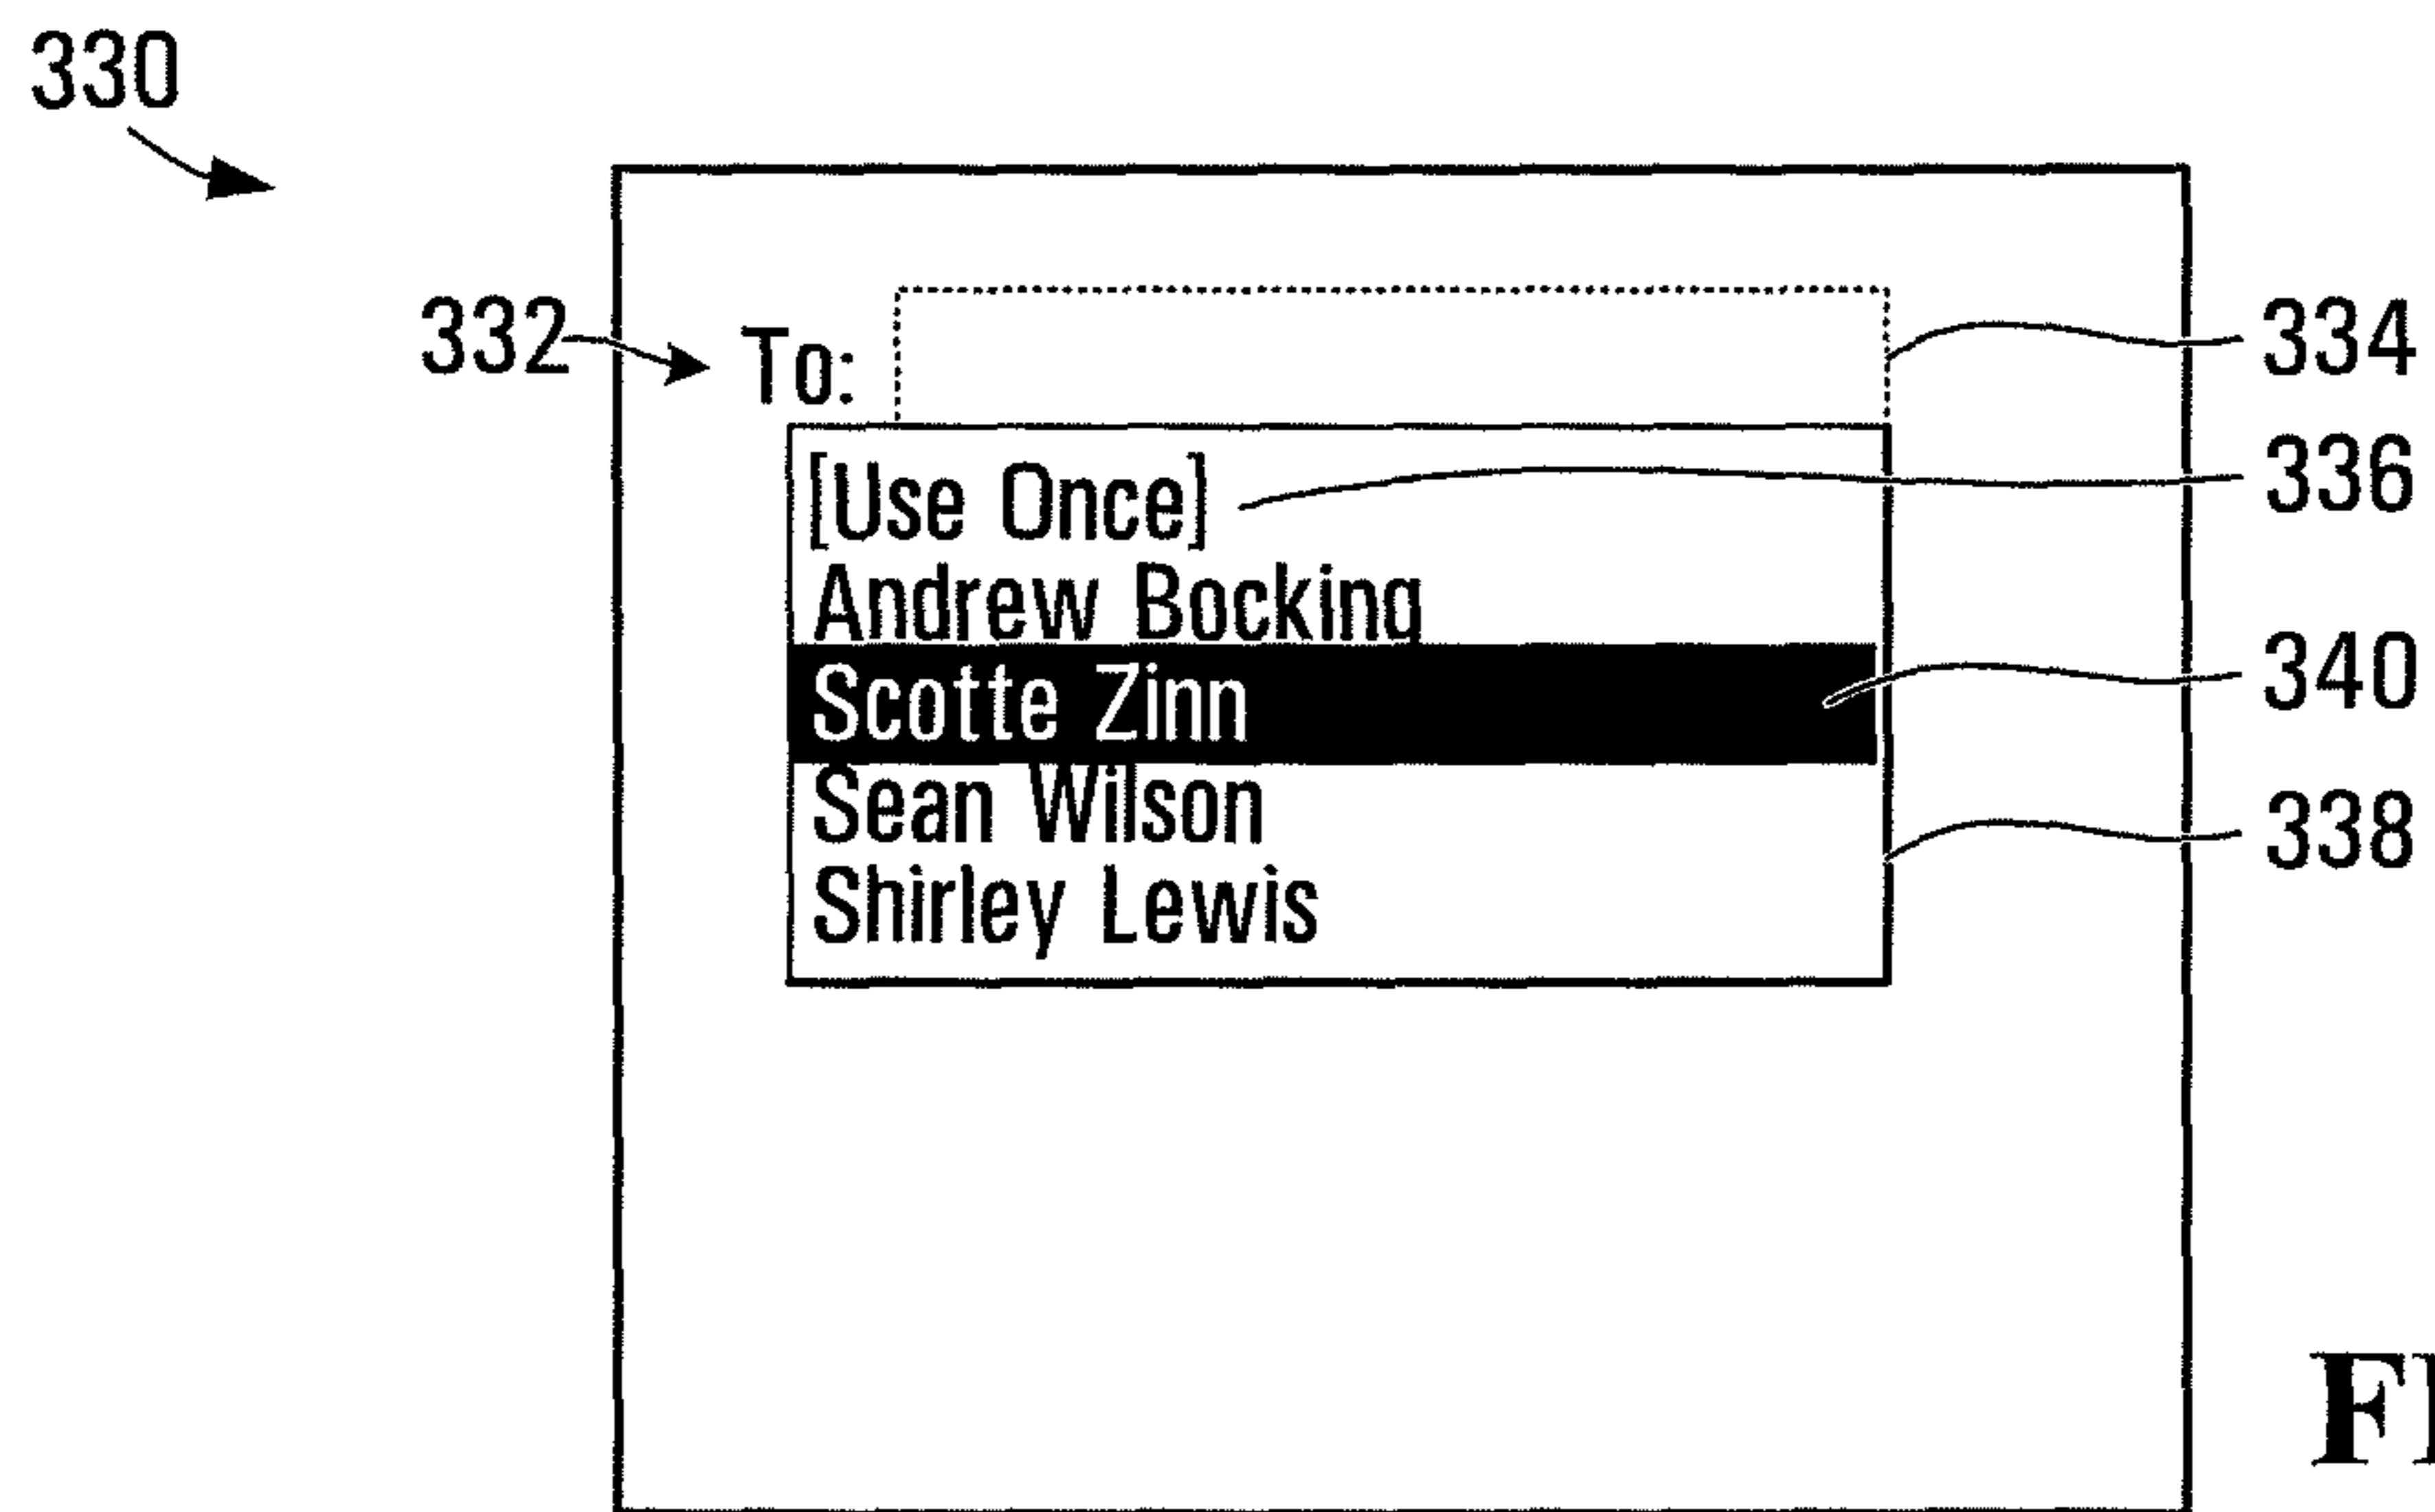 330
332 To: 334
[Use Once] 336
Andrew Bocking
Scotte Zinn 340
Sean Wilson 338
Shirley Lewis